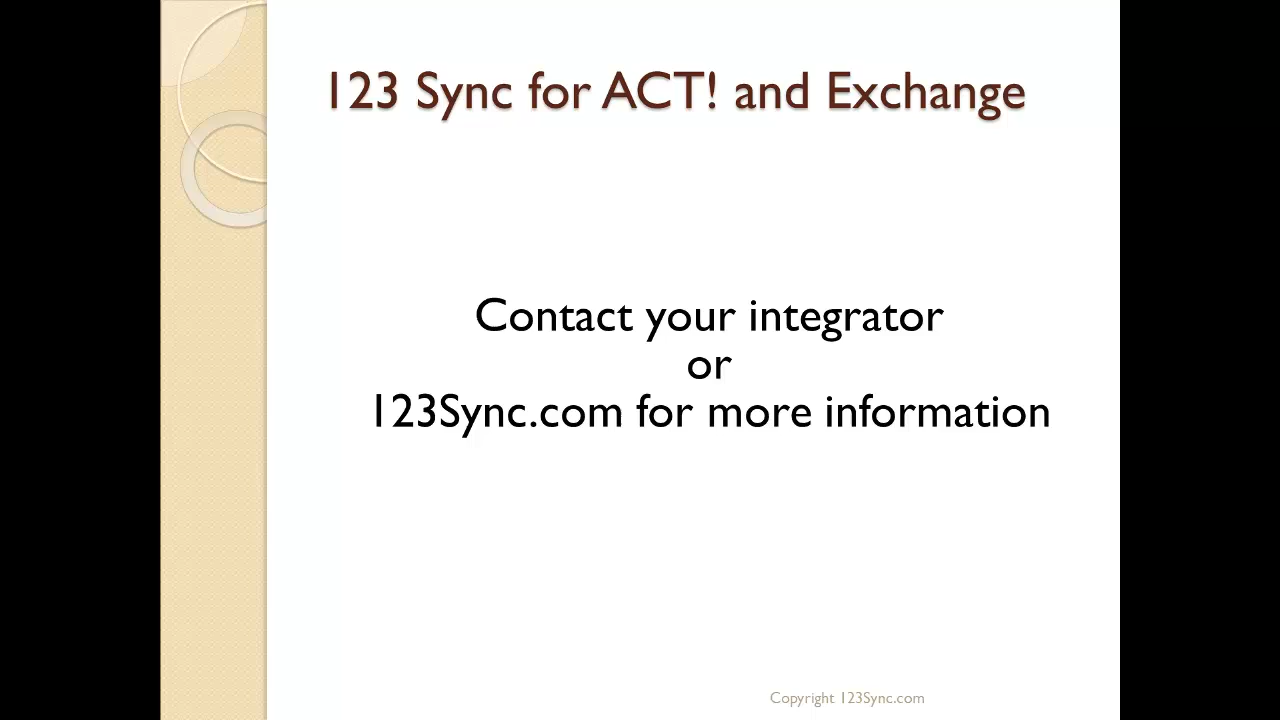 123 Sync for ACT! and Exchange
Contact your integrator
or
123Sync.com for more information
Copyright 123Sync.com